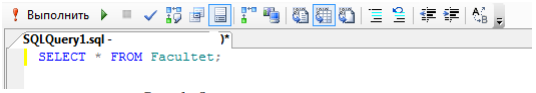 Выполнить
SQLQuery1.sql - )*
SELECT * FROM Facultet;